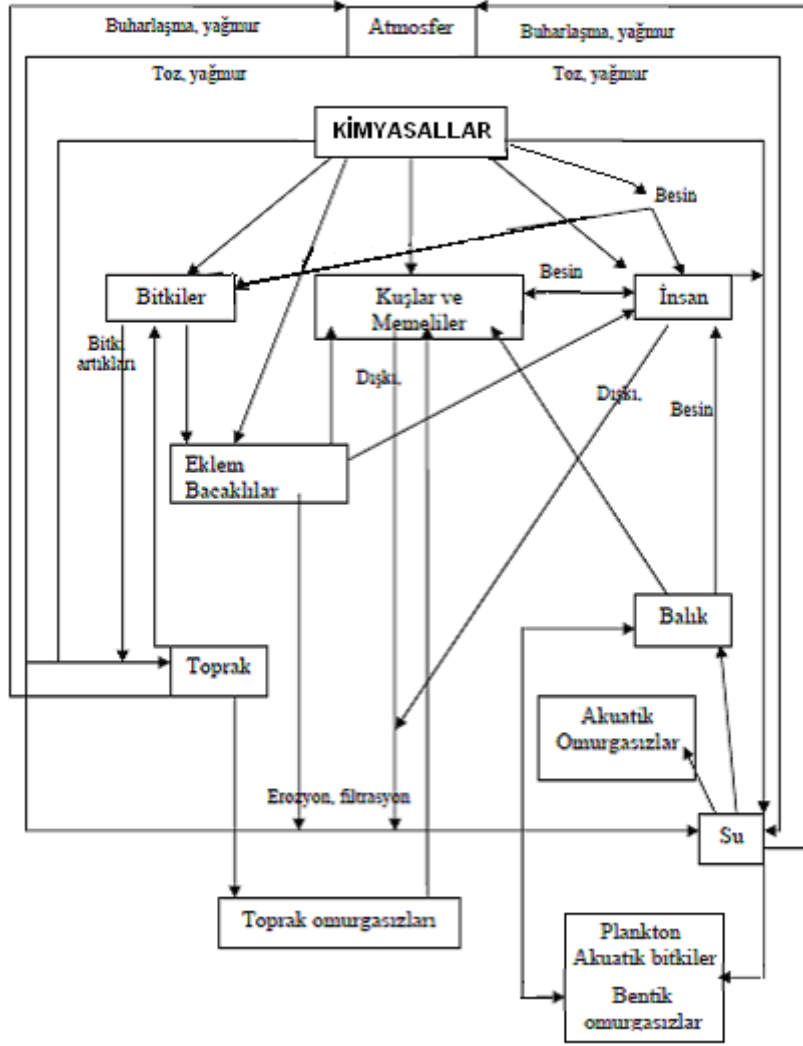 Atmosfer
Buharlaşma, yağmur
Buharlaşma, yağmur
Toz, yağmur
Toz, yağmur
KİMYASALLAR
Besin
Bitkiler
Kuşlar ve
Memeliler
Besin
İnsan
Bitki
artıkları
Dışkı,
Dışkı,
Besin
Eklem
Bacaklılar
Balık
Toprak
Akuatik
Omurgasızlar
Erozyon, filtrasyon
Su
Toprak omurgasızları
Plankton
Akuatik bitkiler
Bentik
omurgasızlar